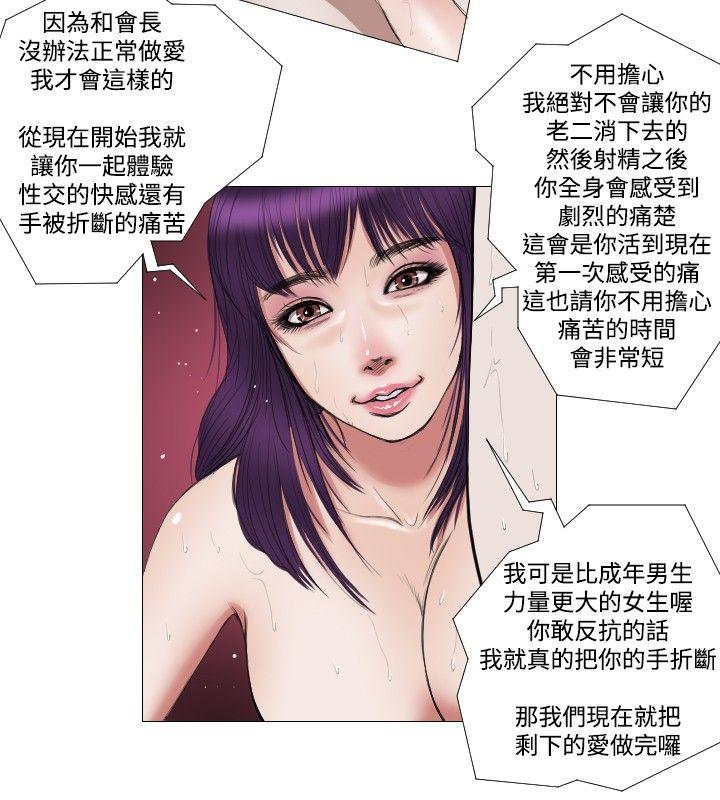 因為和會長
沒辦法正常做愛
我才會這樣的
從現在開始我就
讓你一起體驗
性交的快感還有
手被折斷的痛苦
不用擔心
我絕對不會讓你的
老二消下去的
然後射精之後
你全身會感受到
劇烈的痛楚
這會是你活到現在
第一次感受的痛
這也請你不用擔心
痛苦的時間
會非常短
我可是比成年男生
力量更大的女生喔
你敢反抗的話
我就真的把你的手折斷
那我們現在就把
剩下的愛做完囉